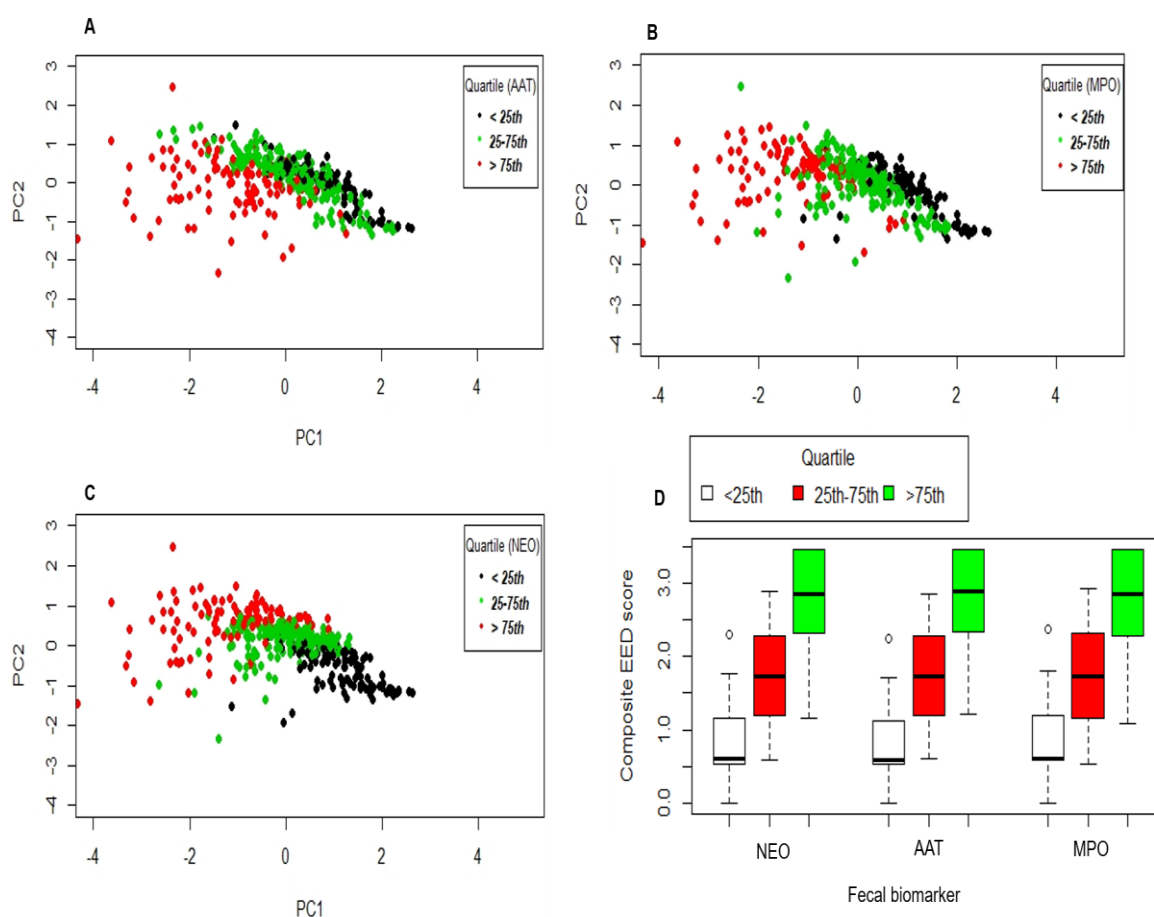 A
PC2
3
2
1
0
-1
-2
-3
-4
-4
-2
0
2
4
PC1
Quartile (AAT)
< 25th
25-75th
> 75th
B
PC2
3
2
1
0
-1
-2
-3
-4
-4
-2
0
2
4
Quartile (MPO)
< 25th
25-75th
> 75th
C
PC2
3
2
1
0
-1
-2
-3
-4
-4
-2
0
2
4
PC1
Quartile (NEO)
< 25th
25-75th
> 75th
D
Quartile
<25th 25th-75th >75th
Composite EED score
3.0
2.0
1.0
0.0
NEO AAT MPO
Fecal biomarker